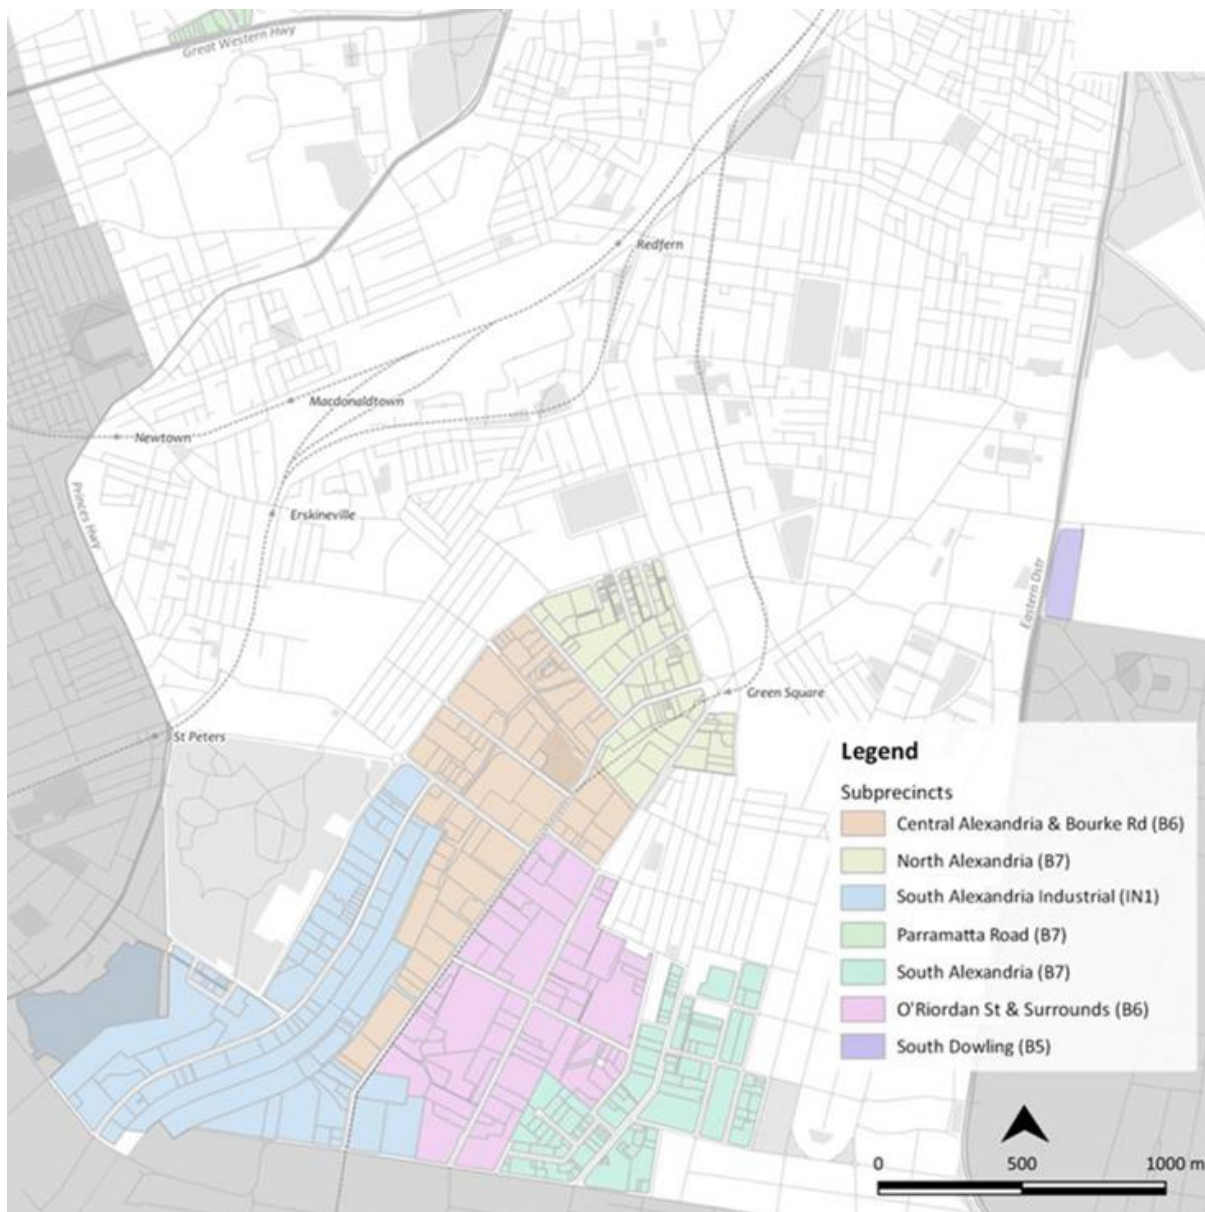 Great Western Hwy
Redfern
Macdonaldtown
Newtown
Princes Hwy
Erskineville
Eastern Dstr
Green Square
St Peters
Legend
Subprecincts
Central Alexandria & Bourke Rd (B6)
North Alexandria (B7)
South Alexandria Industrial (IN1)
Parramatta Road (B7)
South Alexandria (B7)
O'Riordan St & Surrounds (B6)
South Dowling (B5)
0 500 1000 m